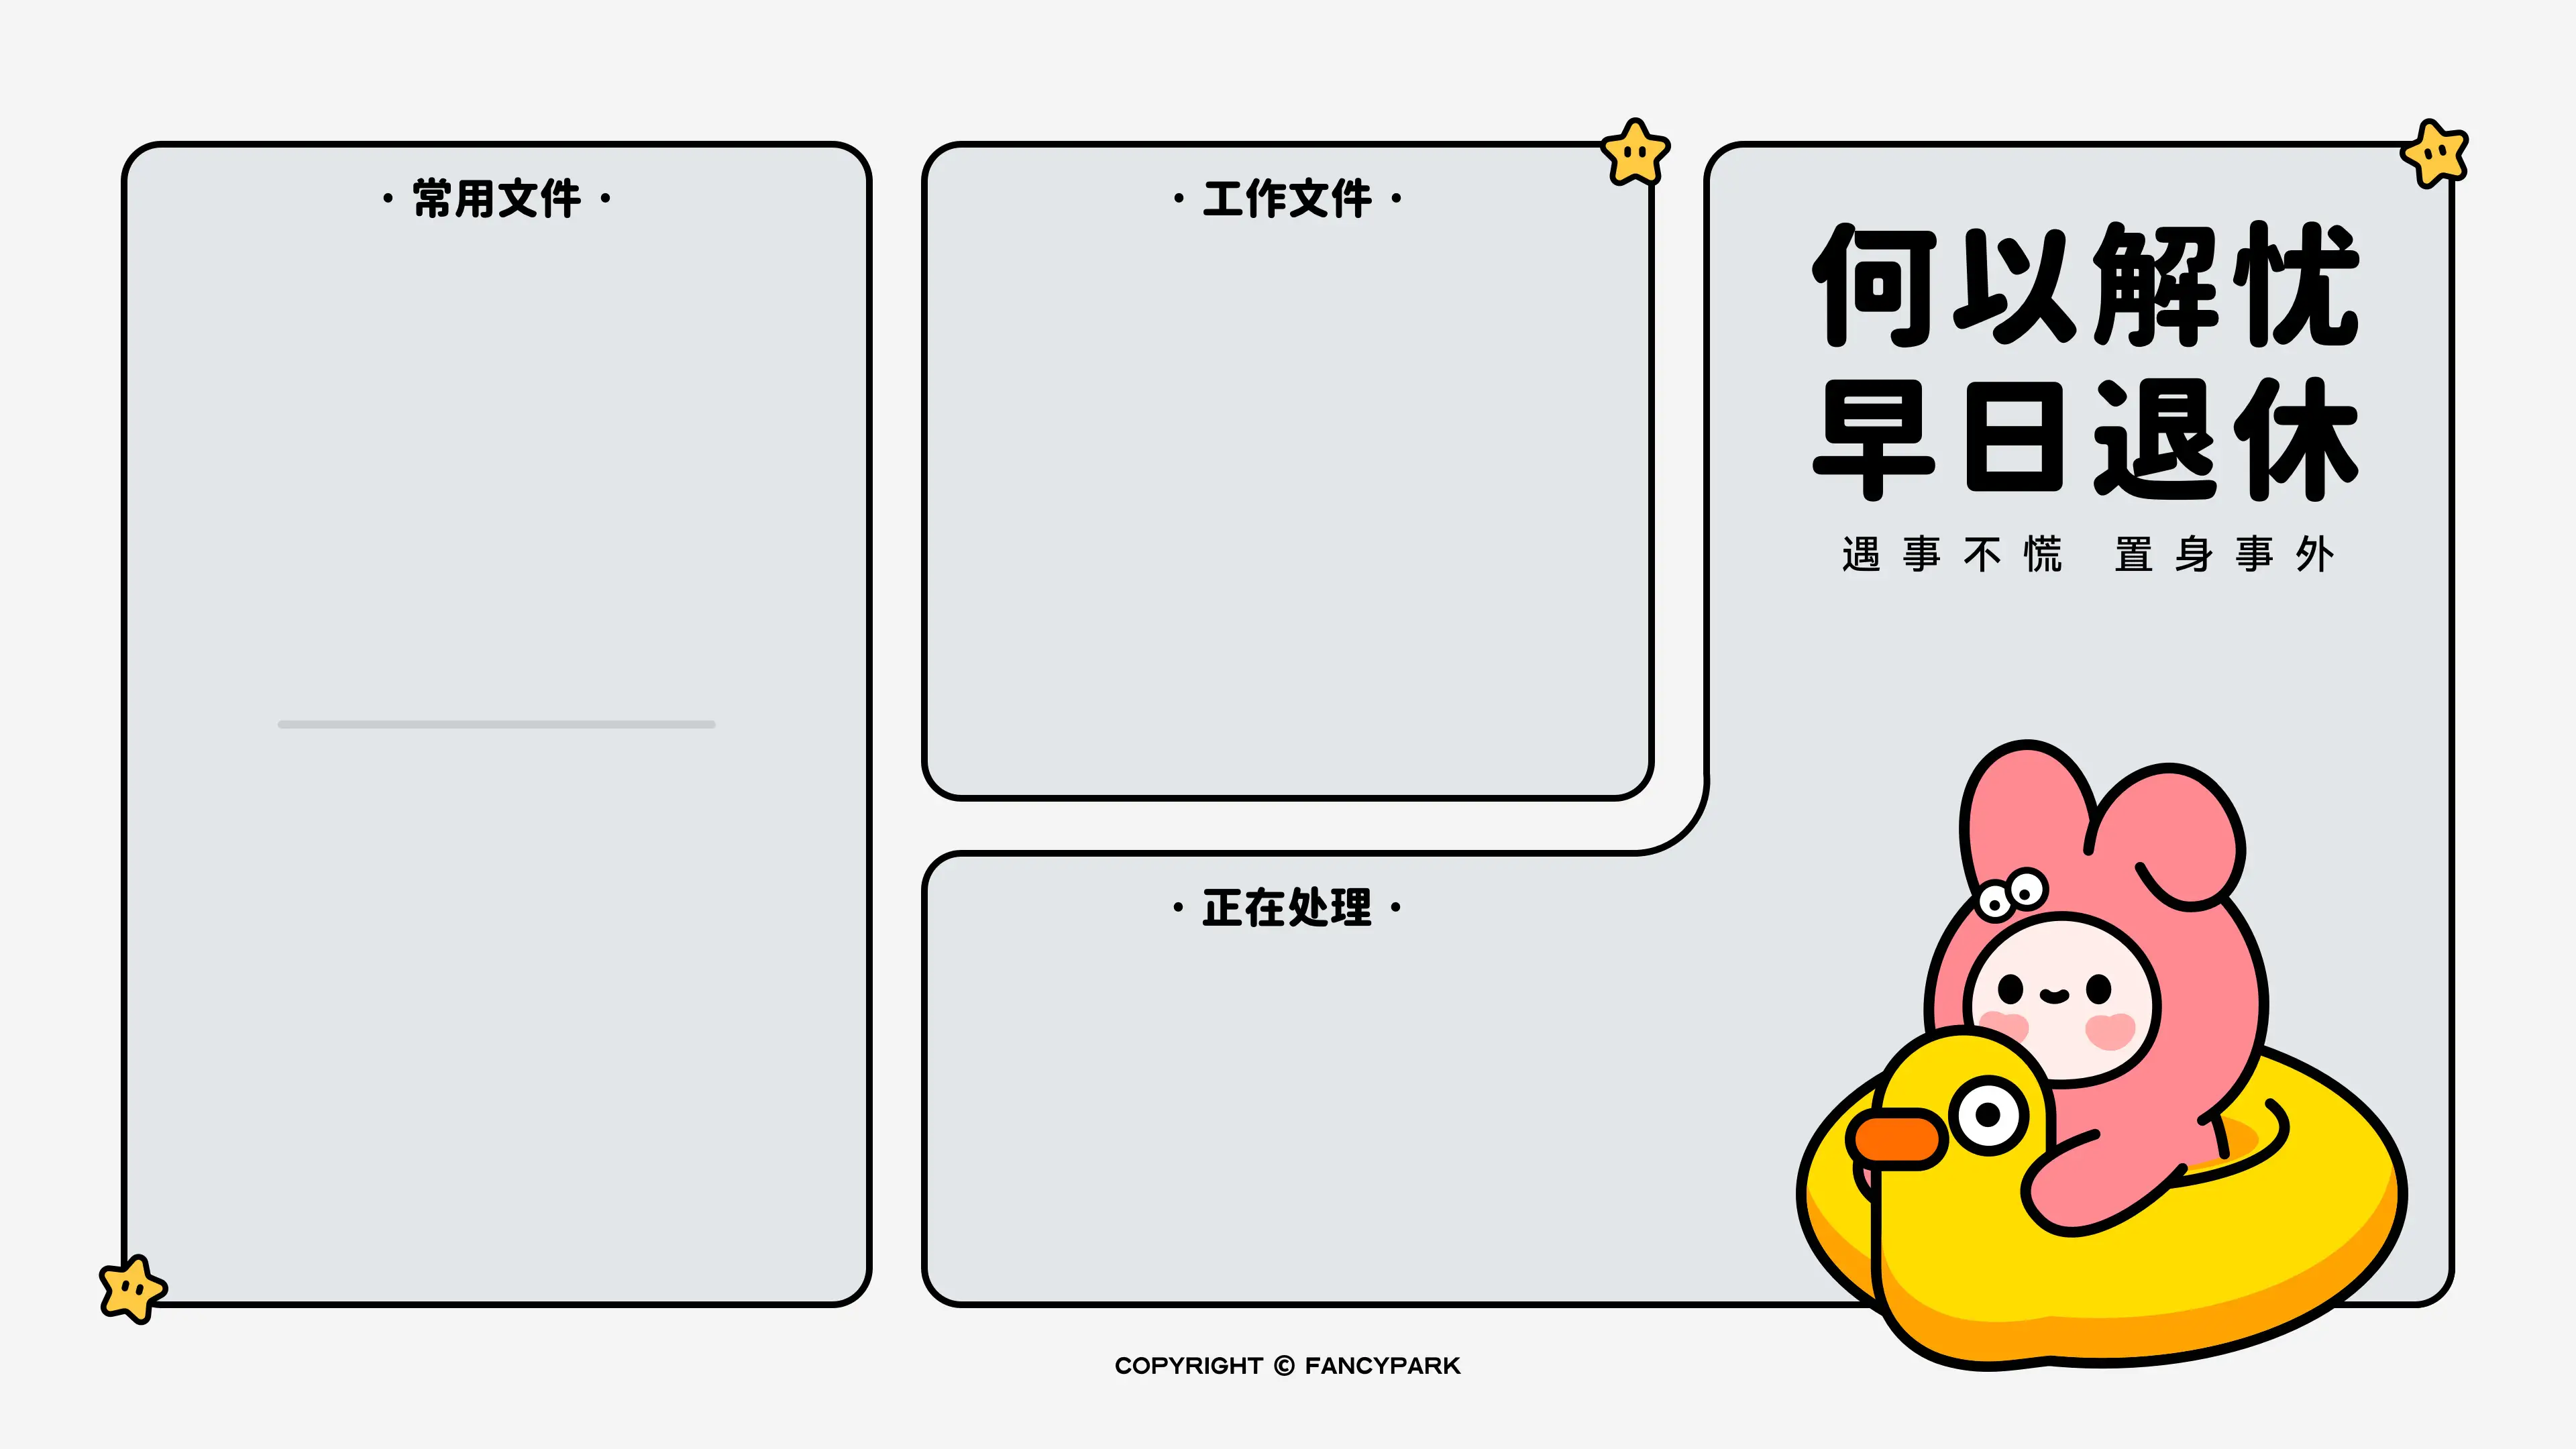 · 常用文件 ·
· 工作文件 ·
何以解忧
早日退休
遇事不慌 置身事外
· 正在处理 ·
COPYRIGHT © FANCYPARK